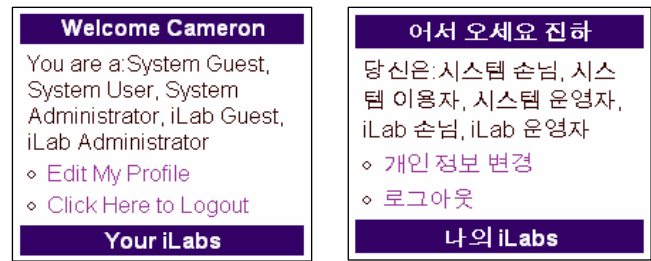 Welcome Cameron
You are a:System Guest,
System User, System
Administrator, iLab Guest,
iLab Administrator
Edit My Profile
Click Here to Logout
Your iLabs
어서 오세요 진하
당신은:시스템 손님, 시스
템 이용자, 시스템 운영자,
iLab 손님, iLab 운영자
개인 정보 변경
로그아웃
나의 iLabs